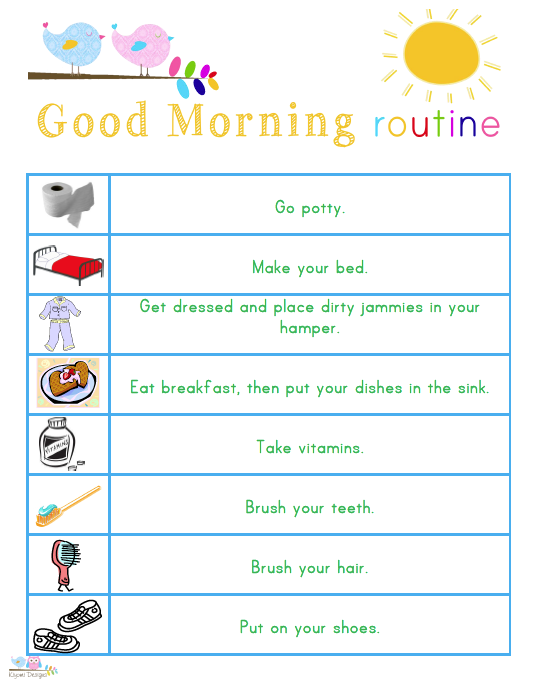 Good Morning routine
Go potty.
Make your bed.
Get dressed and place dirty jammies in your
hamper.
Eat breakfast, then put your dishes in the sink.
VITAMINS
Take vitamins.
Brush your teeth.
Brush your hair.
Put on your shoes.